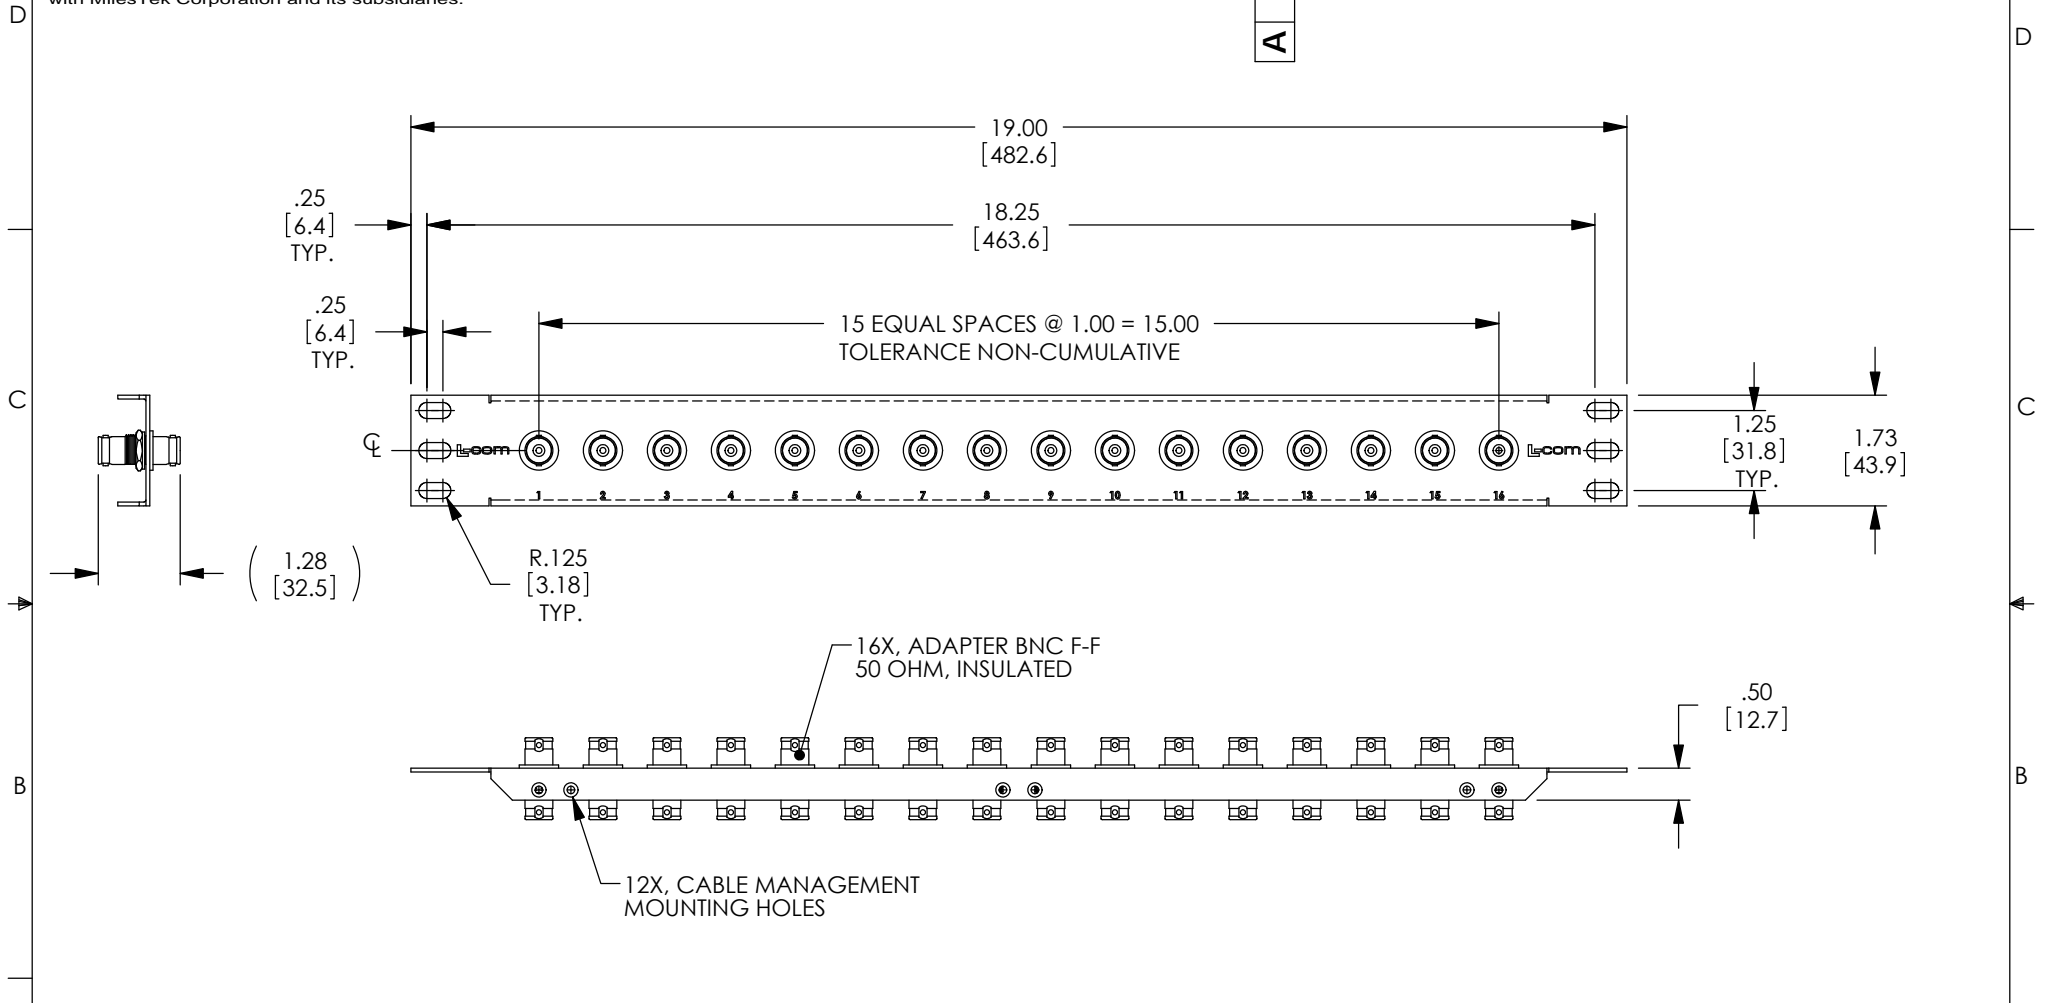 with MilesTek Corporation and its subsidiaries.
D
D
A
19.00
[482.6]
.25
[6.4]
TYP.
18.25
[463.6]
.25
[6.4]
TYP.
15 EQUAL SPACES @ 1.00 = 15.00
TOLERANCE NON-CUMULATIVE
C
C
℄
L-com
L-com
1 2 3 4 5 6 7 8 9 10 11 12 13 14 15 16
1.25
[31.8]
TYP.
1.73
[43.9]
1.28
[32.5]
R.125
[3.18]
TYP.
16X, ADAPTER BNC F-F
50 OHM, INSULATED
.50
[12.7]
B
B
12X, CABLE MANAGEMENT
MOUNTING HOLES